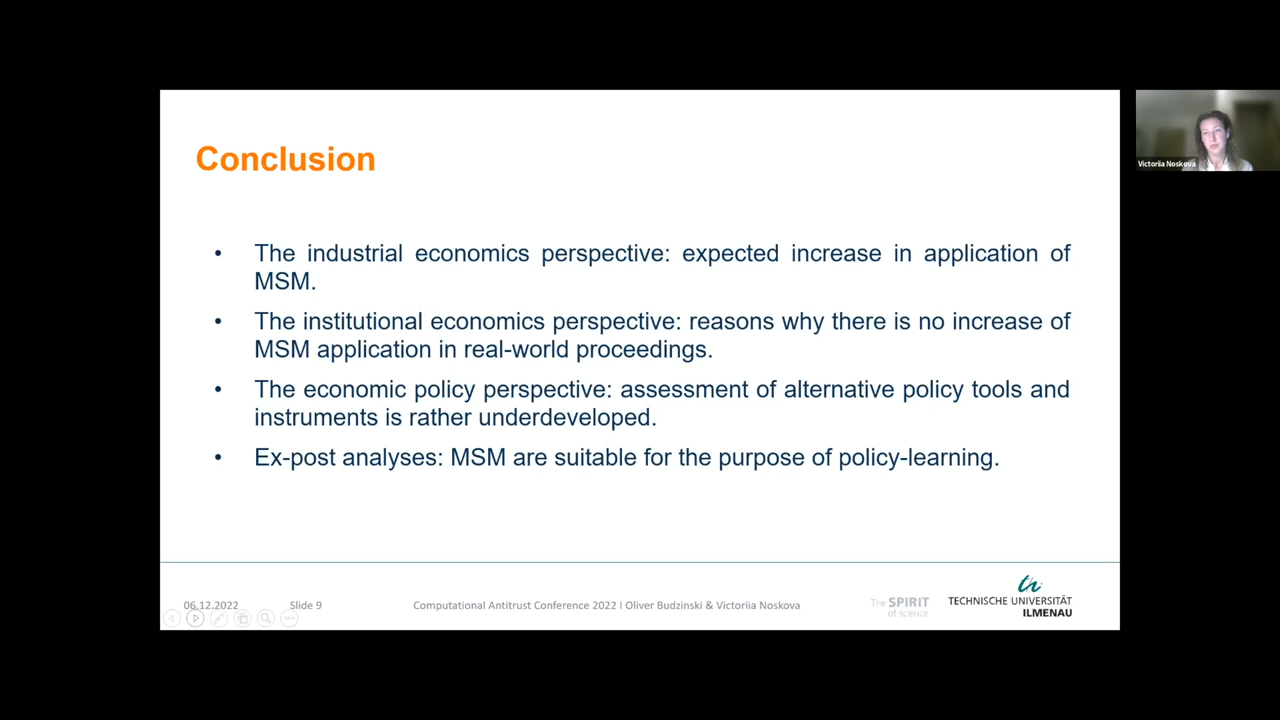 Conclusion
• The industrial economics perspective: expected increase in application of
MSM.
• The institutional economics perspective: reasons why there is no increase of
MSM application in real-world proceedings.
• The economic policy perspective: assessment of alternative policy tools and
instruments is rather underdeveloped.
• Ex-post analyses: MSM are suitable for the purpose of policy-learning.
06.12.2022
Slide 9
Computational Antitrust Conference 2022 I Oliver Budzinski & Victoriia Noskova
The SPIRIT
of science
TECHNISCHE UNIVERSITÄT
ILMENAU
Victoriia Noskova